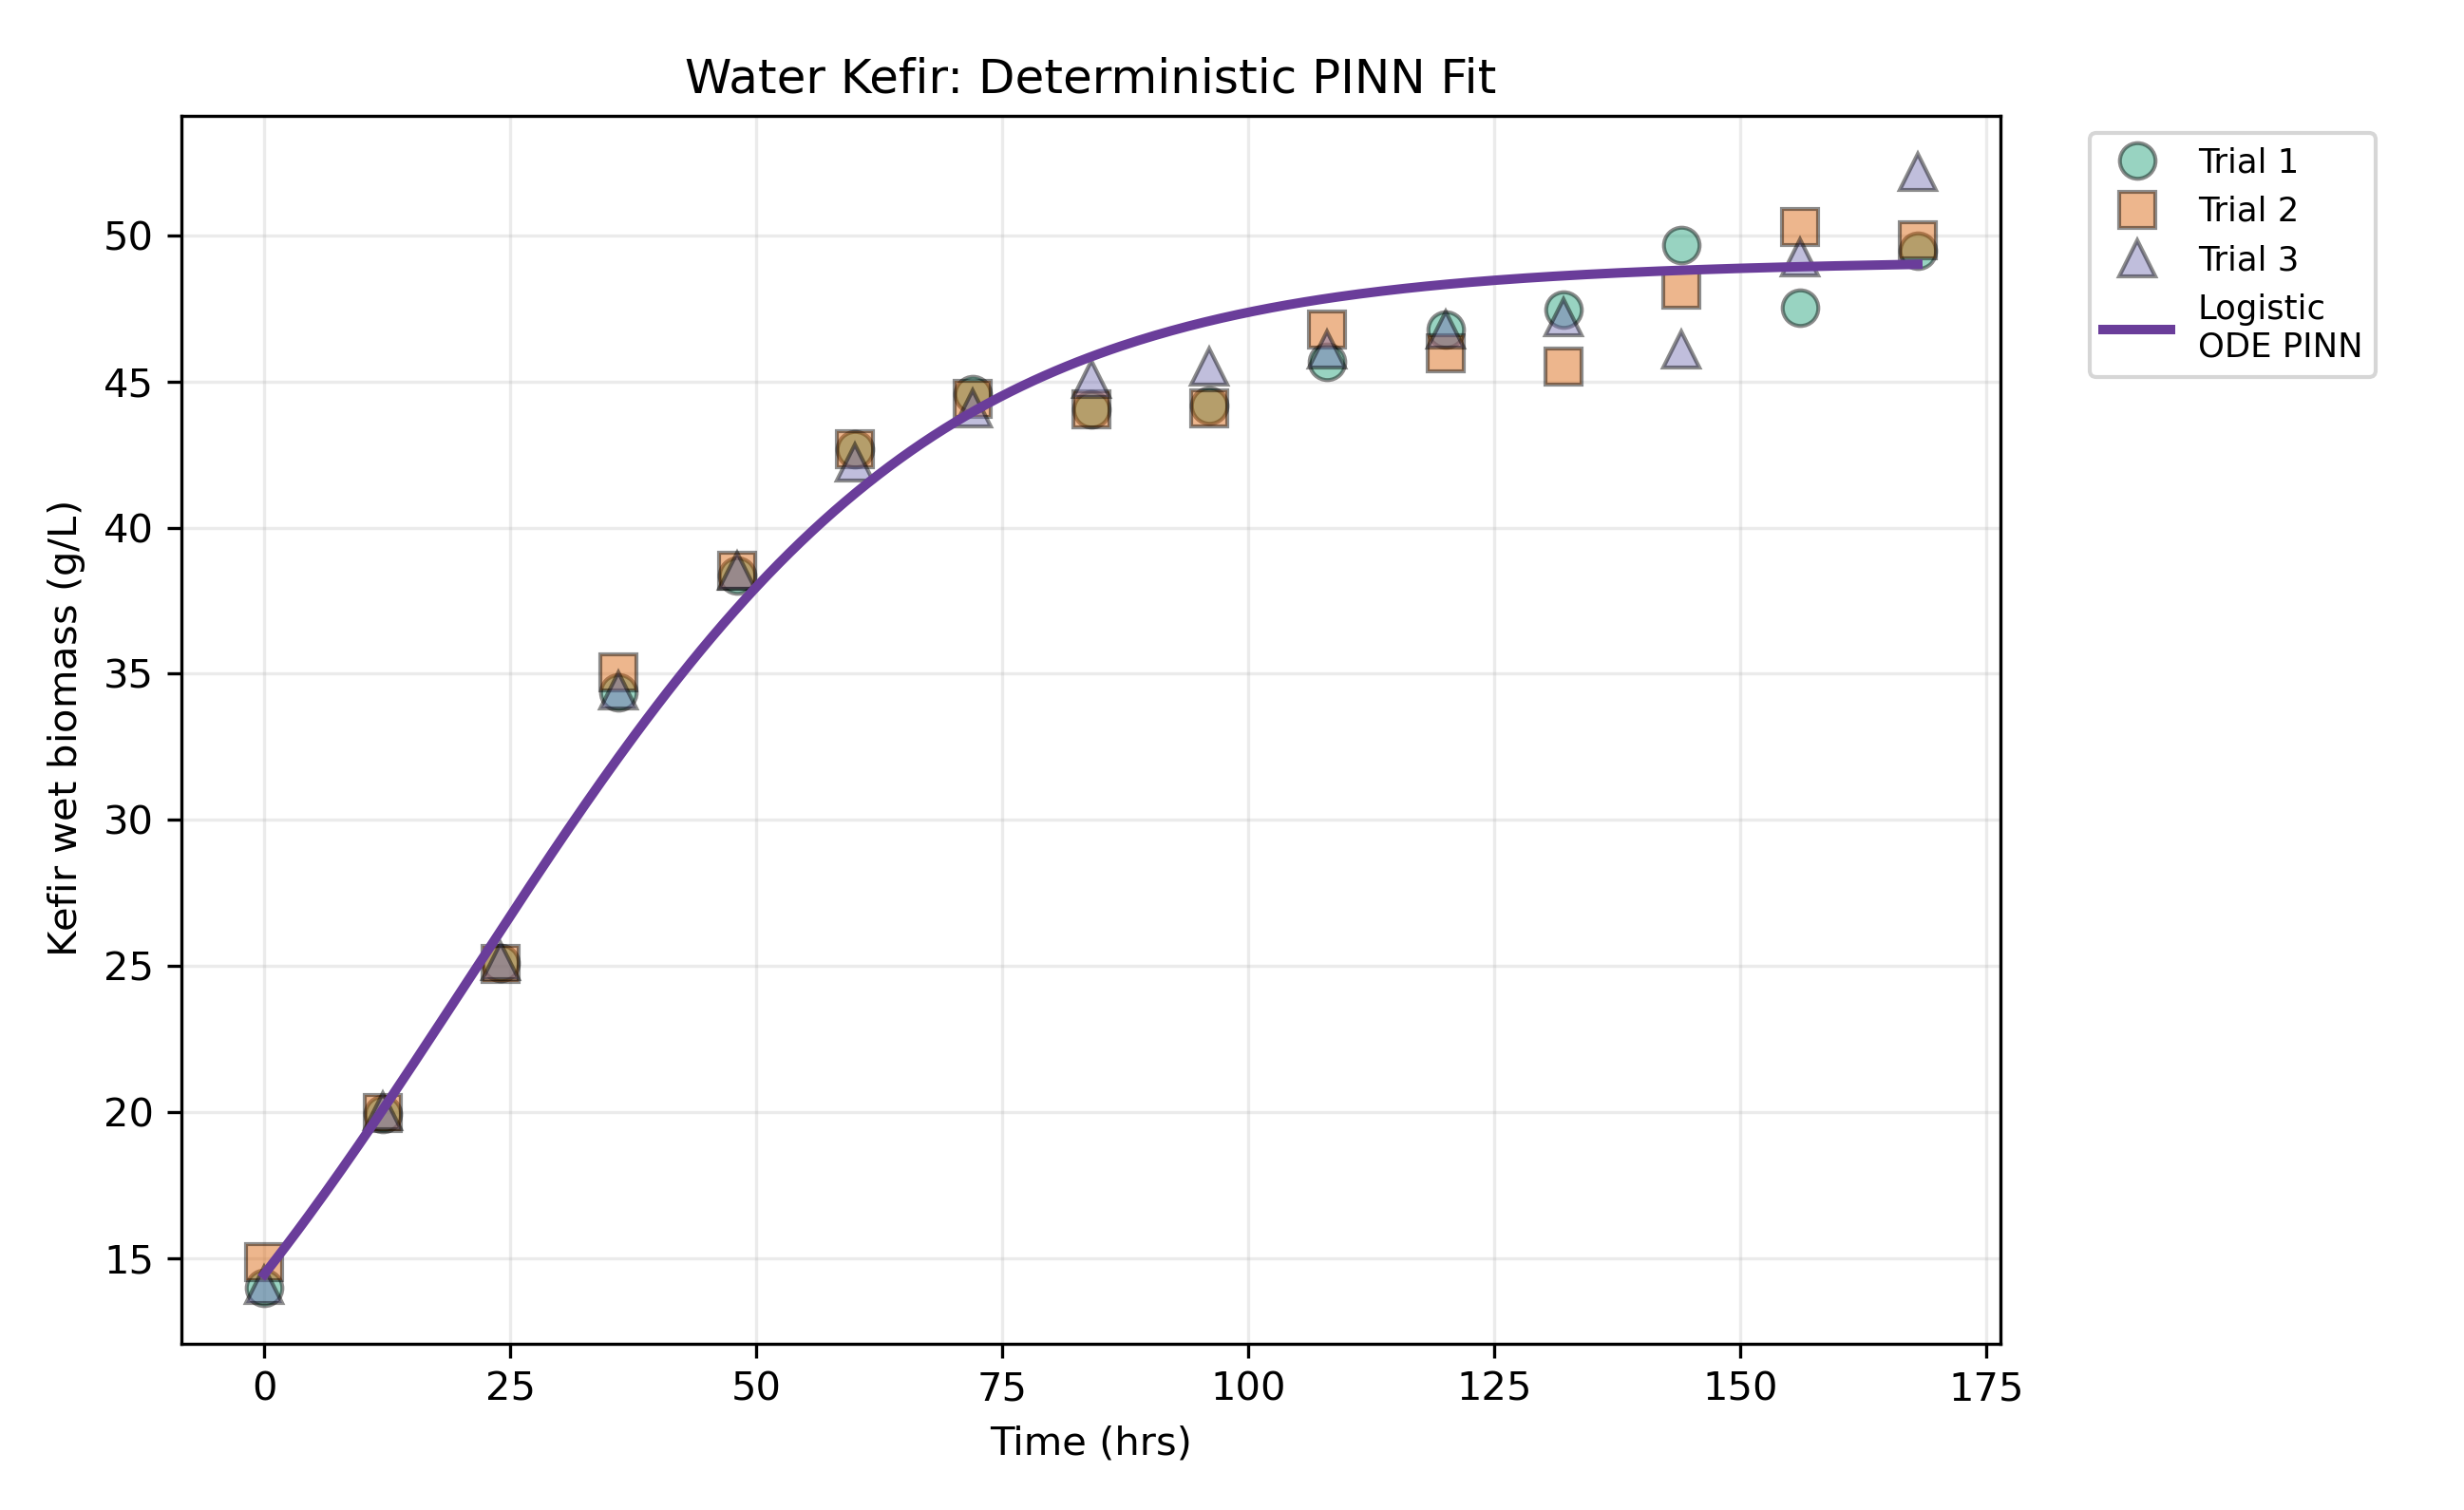 Water Kefir: Deterministic PINN Fit
Kefir wet biomass (g/L)
50
45
40
35
30
25
20
15
0 25 50 75 100 125 150 175
Time (hrs)
Trial 1
Trial 2
Trial 3
Logistic
ODE PINN